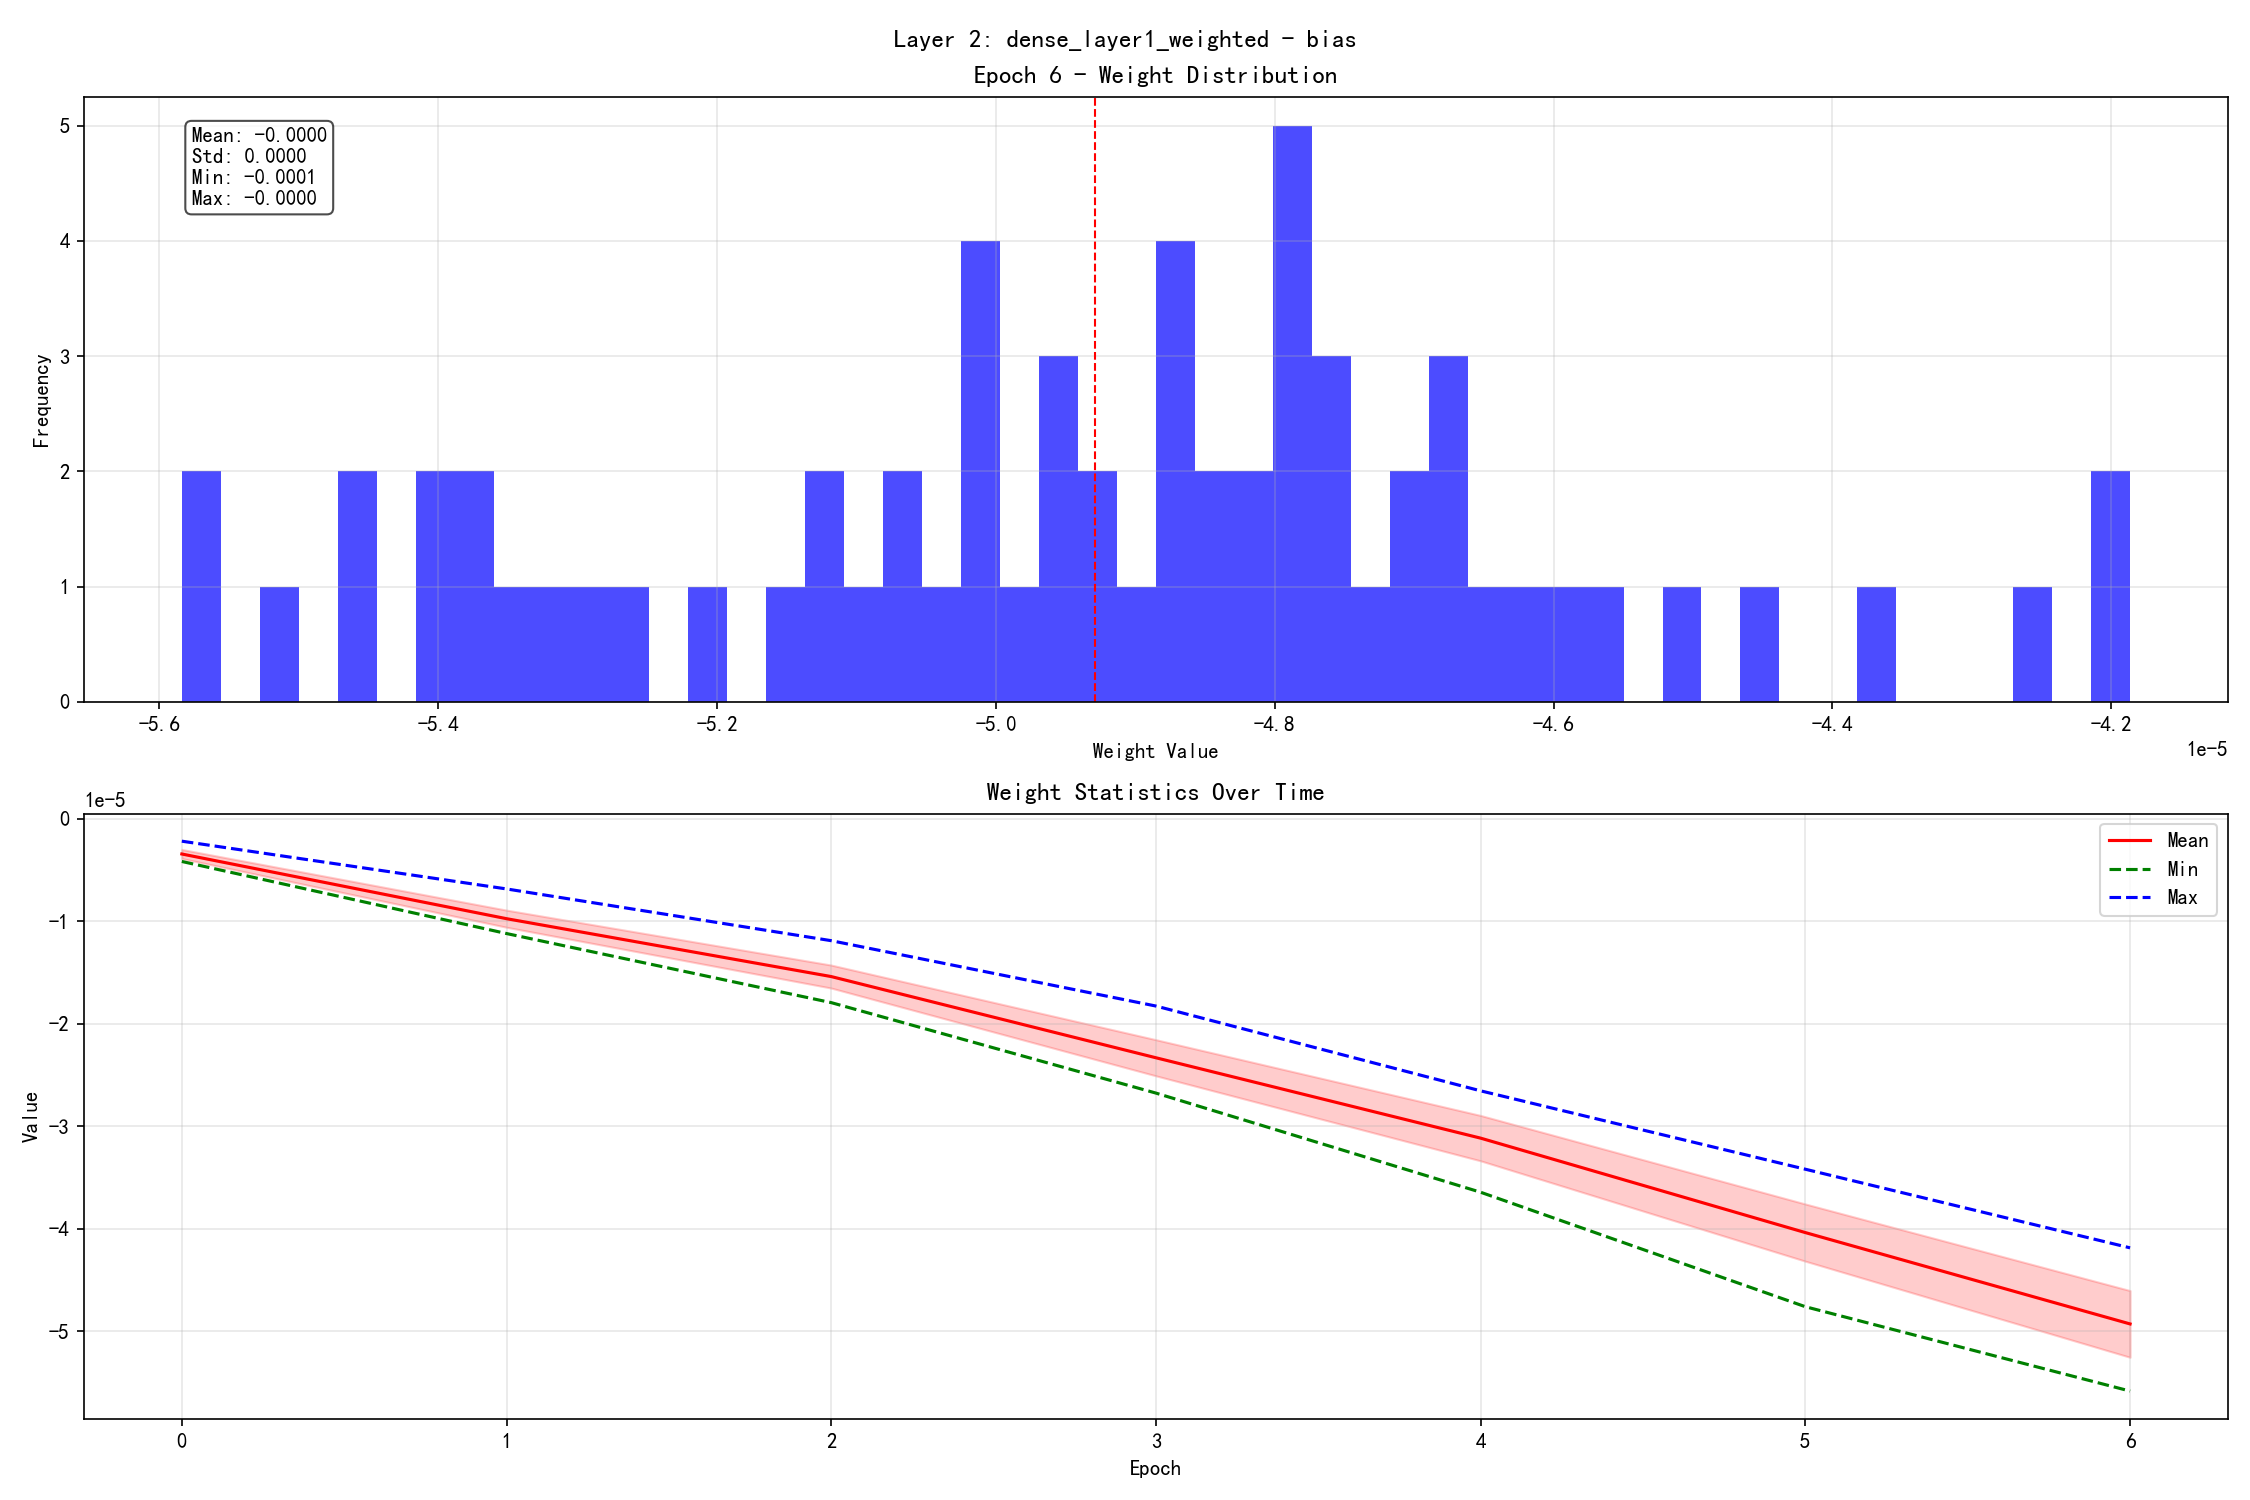 Layer 2: dense_layer1_weighted - bias
Epoch 6 - Weight Distribution
Mean: -0.0000
Std: 0.0000
Min: -0.0001
Max: -0.0000
Frequency
5
4
3
2
1
0
-5.6 -5.4 -5.2 -5.0 -4.8 -4.6 -4.4 -4.2
1e-5
Weight Value
Weight Statistics Over Time
1e-5
Mean
Min
Max
Value
0
-1
-2
-3
-4
-5
0 1 2 3 4 5 6
Epoch